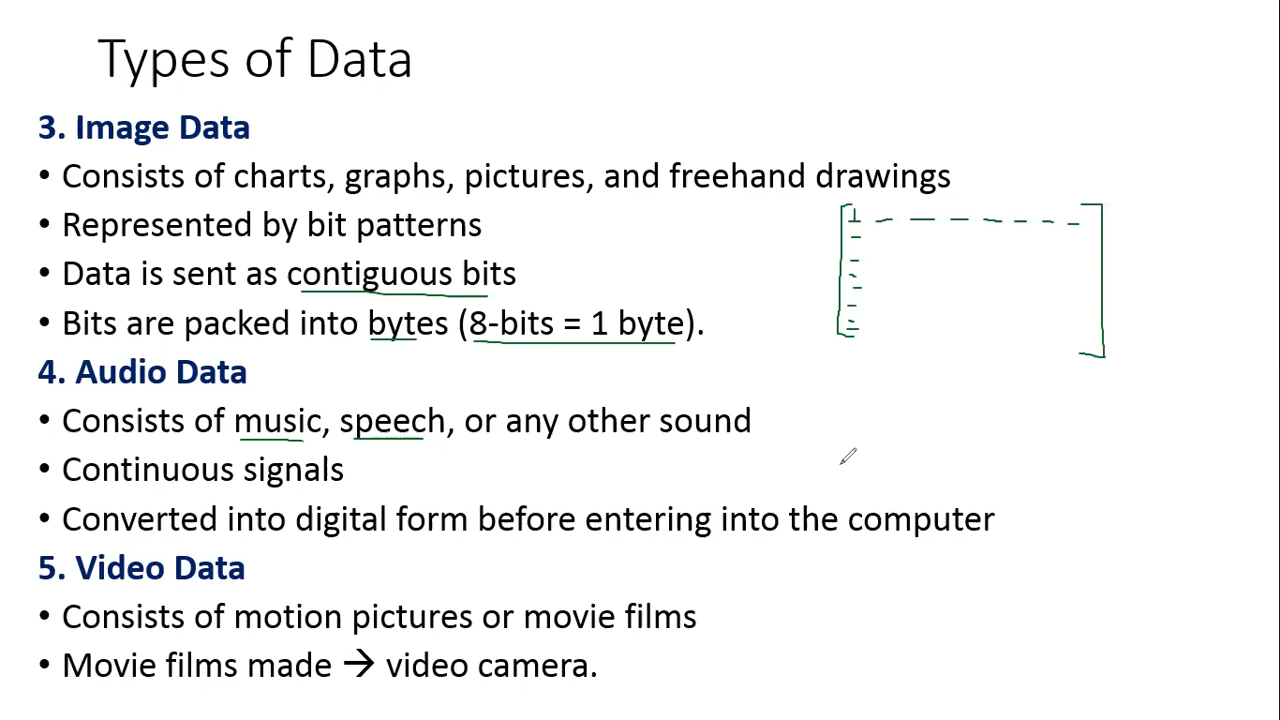 Types of Data
3. Image Data
• Consists of charts, graphs, pictures, and freehand drawings
• Represented by bit patterns
• Data is sent as contiguous bits
• Bits are packed into bytes (8-bits = 1 byte).
4. Audio Data
• Consists of music, speech, or any other sound
• Continuous signals
• Converted into digital form before entering into the computer
5. Video Data
• Consists of motion pictures or movie films
• Movie films made → video camera.